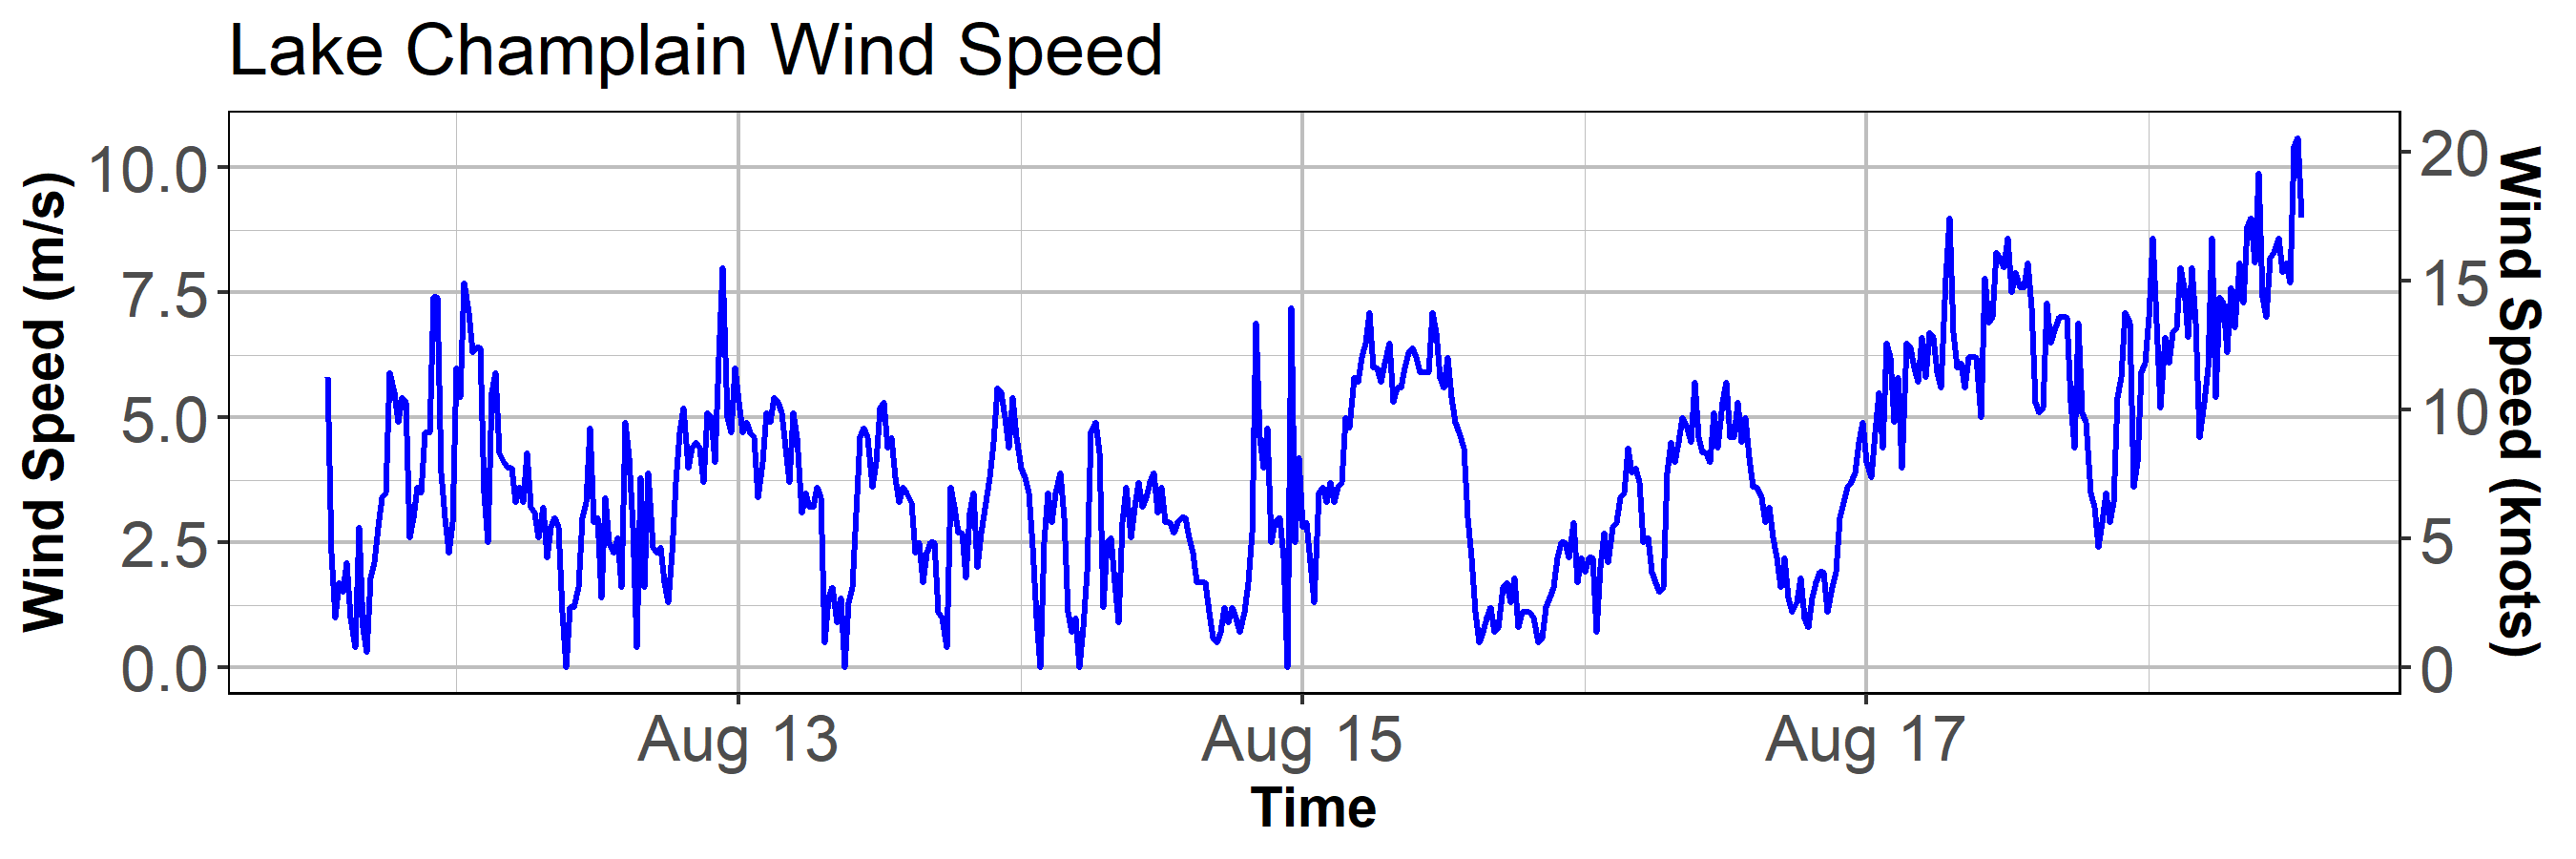 Lake Champlain Wind Speed
Wind Speed (m/s)
10.0
7.5
5.0
2.5
0.0
20
15
10
5
0
Wind Speed (knots)
Aug 13
Aug 15
Aug 17
Time